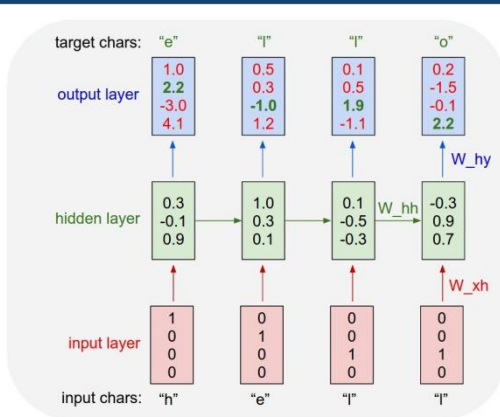 target chars: “e” “l” “l” “o”
1.0 0.5 0.1 0.2
2.2 0.3 0.5 -1.5
output layer -3.0 -1.0 1.9 -0.1
4.1 1.2 -1.1 2.2
W_hy
0.3 1.0 0.1 -0.3
hidden layer -0.1 0.3 -0.5 W_hh 0.9
0.9 0.1 -0.3 0.7
W_xh
1 0 0 0
0 1 0 0
input layer 0 0 1 1
0 0 0 0
input chars: “h” “e” “l” “l”